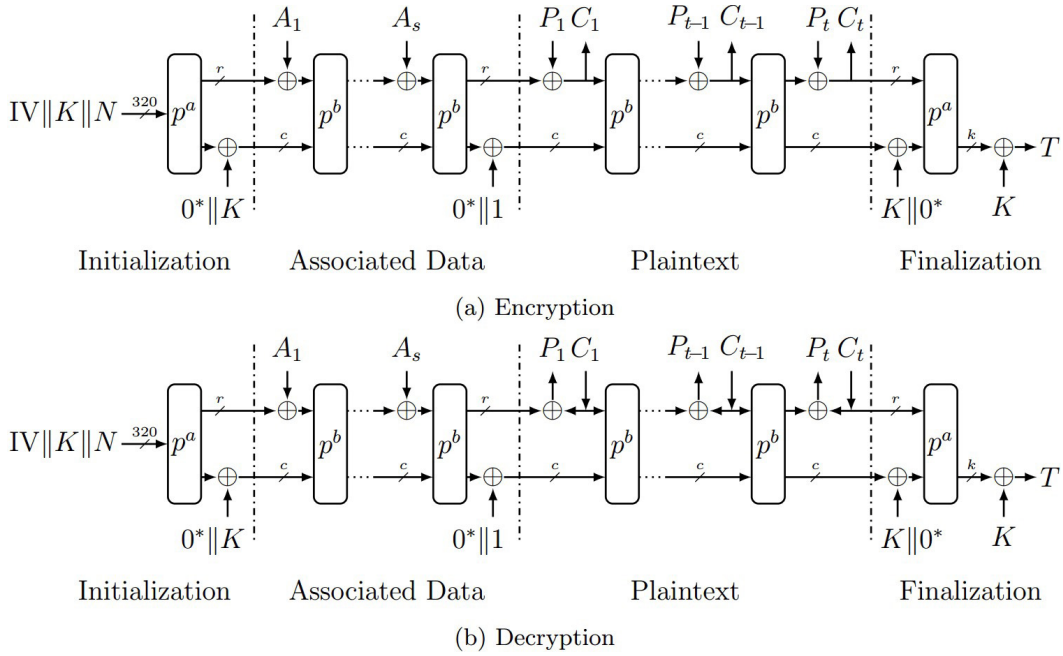 A₁ Aₛ P₁ C₁ Pₜ₋₁ Cₜ₋₁ Pₜ Cₜ
r r r
IV‖K‖N 320 pᵃ pᵇ pᵇ pᵇ pᵇ pᵃ
c c c c k T
0*‖K 0*‖1 K‖0* K
Initialization Associated Data Plaintext Finalization
(a) Encryption
A₁ Aₛ P₁ C₁ Pₜ₋₁ Cₜ₋₁ Pₜ Cₜ
r r r
IV‖K‖N 320 pᵃ pᵇ pᵇ pᵇ pᵇ pᵃ
c c c c k T
0*‖K 0*‖1 K‖0* K
Initialization Associated Data Plaintext Finalization
(b) Decryption